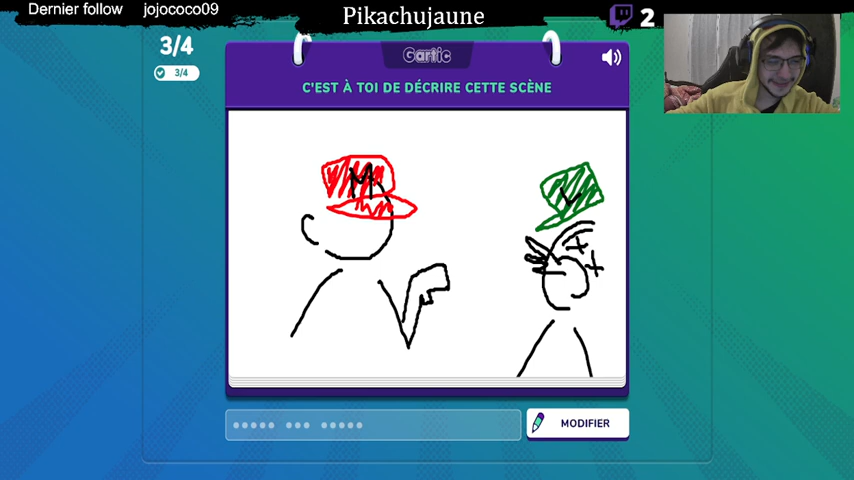 Dernier follow jojococo09 Pikachujaune 2
3/4
3/4
Gartic
C'EST À TOI DE DÉCRIRE CETTE SCÈNE
M
L
MODIFIER